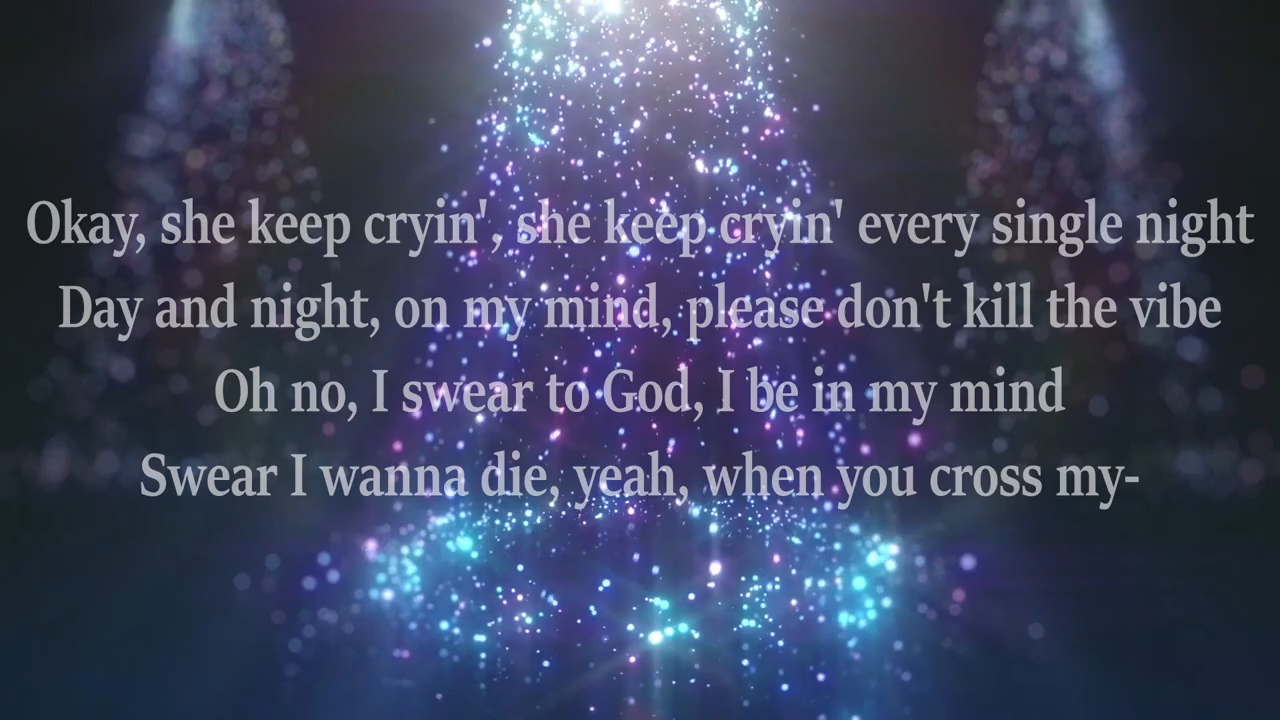 Okay, she keep cryin', she keep cryin' every single night
Day and night, on my mind, please don't kill the vibe
Oh no, I swear to God, I be in my mind
Swear I wanna die, yeah, when you cross my-